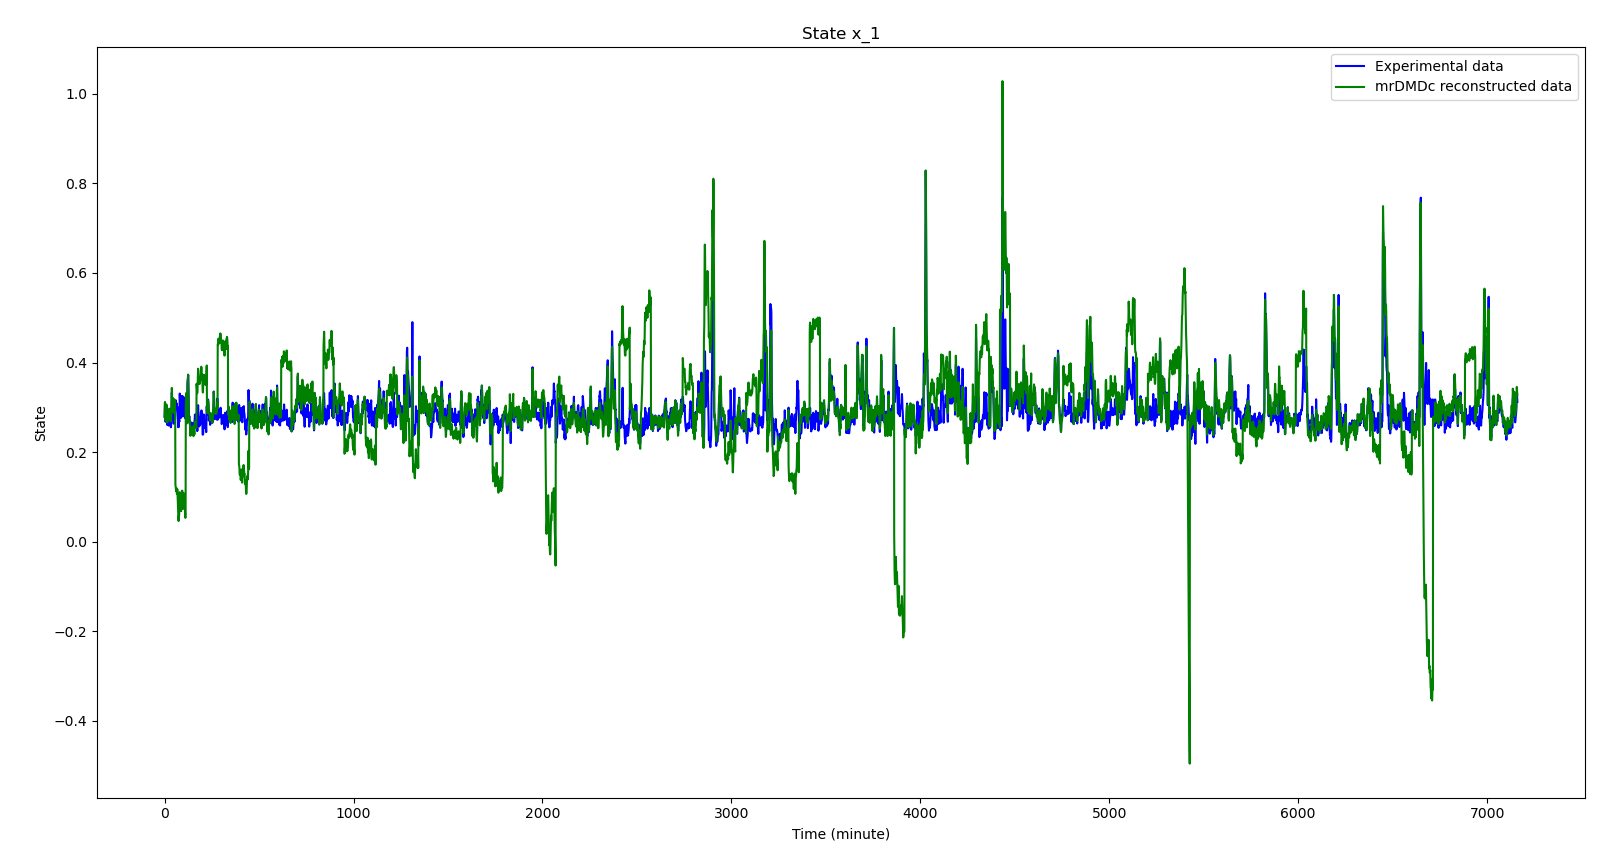 State x_1
Experimental data
mrDMDc reconstructed data
State
1.0
0.8
0.6
0.4
0.2
0.0
−0.2
−0.4
0 1000 2000 3000 4000 5000 6000 7000
Time (minute)